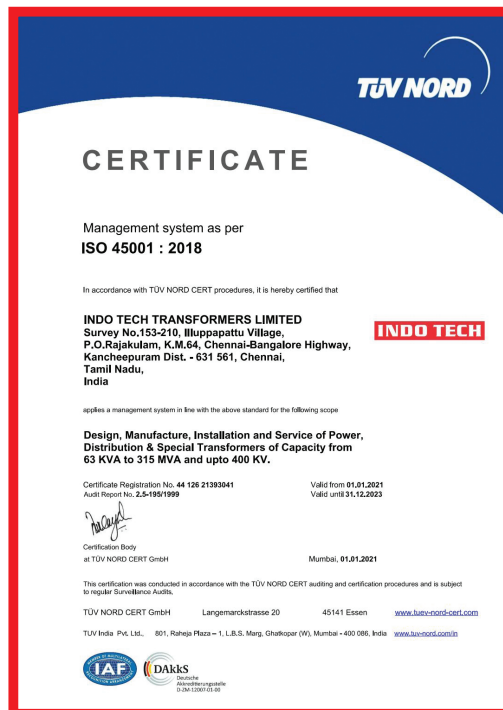 TÜV NORD
CERTIFICATE
Management system as per
ISO 45001 : 2018
In accordance with TÜV NORD CERT procedures, it is hereby certified that
INDO TECH TRANSFORMERS LIMITED
Survey No.153-210, Illuppapattu Village,
P.O.Rajakulam, K.M.64, Chennai-Bangalore Highway,
Kancheepuram Dist. - 631 561, Chennai,
Tamil Nadu,
India
INDO TECH
applies a management system in line with the above standard for the following scope
Design, Manufacture, Installation and Service of Power,
Distribution & Special Transformers of Capacity from
63 KVA to 315 MVA and upto 400 KV.
Certificate Registration No. 44 126 21393041 Valid from 01.01.2021
Audit Report No. 2.5-195/1999 Valid until 31.12.2023
Certification Body
at TÜV NORD CERT GmbH Mumbai, 01.01.2021
This certification was conducted in accordance with the TÜV NORD CERT auditing and certification procedures and is subject
to regular Surveillance Audits.
TÜV NORD CERT GmbH Langemarckstrasse 20 45141 Essen www.tuev-nord-cert.com
TUV India Pvt. Ltd., 801, Raheja Plaza – 1, L.B.S. Marg, Ghatkopar (W), Mumbai - 400 086, India www.tuv-nord.com/in
IAF
DAkkS
Deutsche
Akkreditierungsstelle
D-ZM-12007-01-00